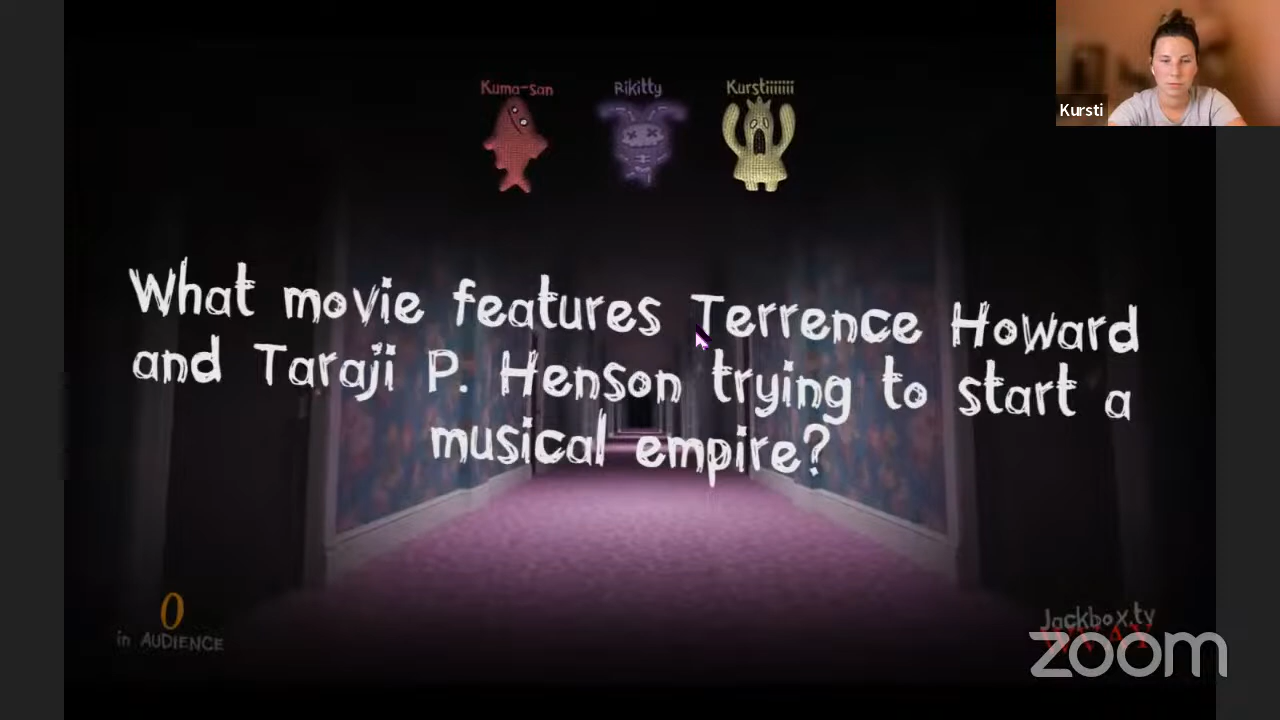 Kuma-san
Rikitty
Kurstiiiiiii
Kursti
What movie features Terrence Howard
and Taraji P. Henson trying to start a
musical empire?
0
in AUDIENCE
Jackbox.tv
zoom